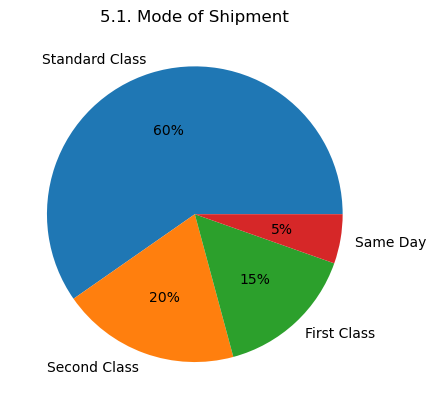 5.1. Mode of Shipment
Standard Class
60%
5%
Same Day
15%
20%
First Class
Second Class